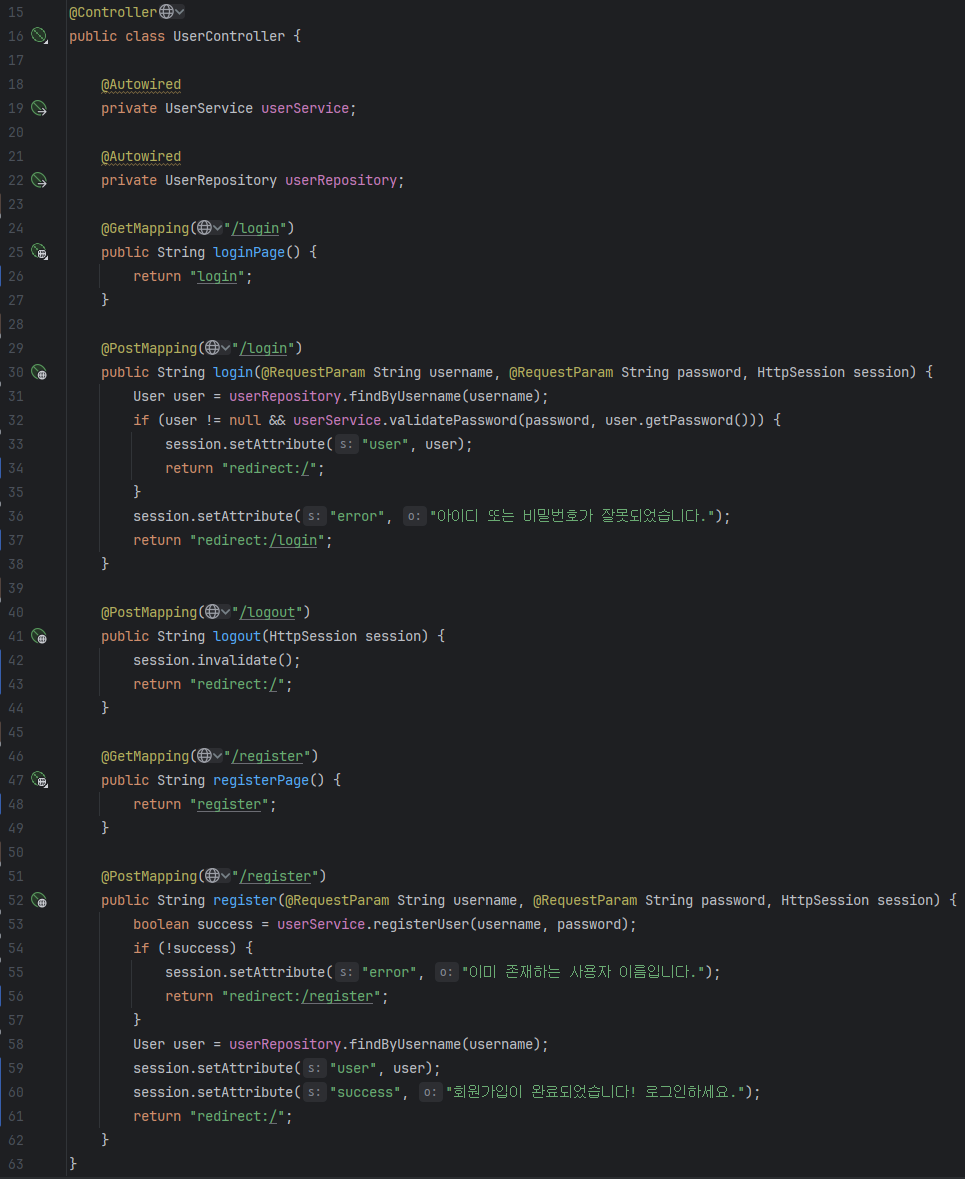 15 @Controller
16 public class UserController {
17
18 @Autowired
19 private UserService userService;
20
21 @Autowired
22 private UserRepository userRepository;
23
24 @GetMapping("/login")
25 public String loginPage() {
26 return "login";
27 }
28
29 @PostMapping("/login")
30 public String login(@RequestParam String username, @RequestParam String password, HttpSession session) {
31 User user = userRepository.findByUsername(username);
32 if (user != null && userService.validatePassword(password, user.getPassword())) {
33 session.setAttribute( s: "user", user);
34 return "redirect:/";
35 }
36 session.setAttribute( s: "error", o: "아이디 또는 비밀번호가 잘못되었습니다.");
37 return "redirect:/login";
38 }
39
40 @PostMapping("/logout")
41 public String logout(HttpSession session) {
42 session.invalidate();
43 return "redirect:/";
44 }
45
46 @GetMapping("/register")
47 public String registerPage() {
48 return "register";
49 }
50
51 @PostMapping("/register")
52 public String register(@RequestParam String username, @RequestParam String password, HttpSession session) {
53 boolean success = userService.registerUser(username, password);
54 if (!success) {
55 session.setAttribute( s: "error", o: "이미 존재하는 사용자 이름입니다.");
56 return "redirect:/register";
57 }
58 User user = userRepository.findByUsername(username);
59 session.setAttribute( s: "user", user);
60 session.setAttribute( s: "success", o: "회원가입이 완료되었습니다! 로그인하세요.");
61 return "redirect:/";
62 }
63 }